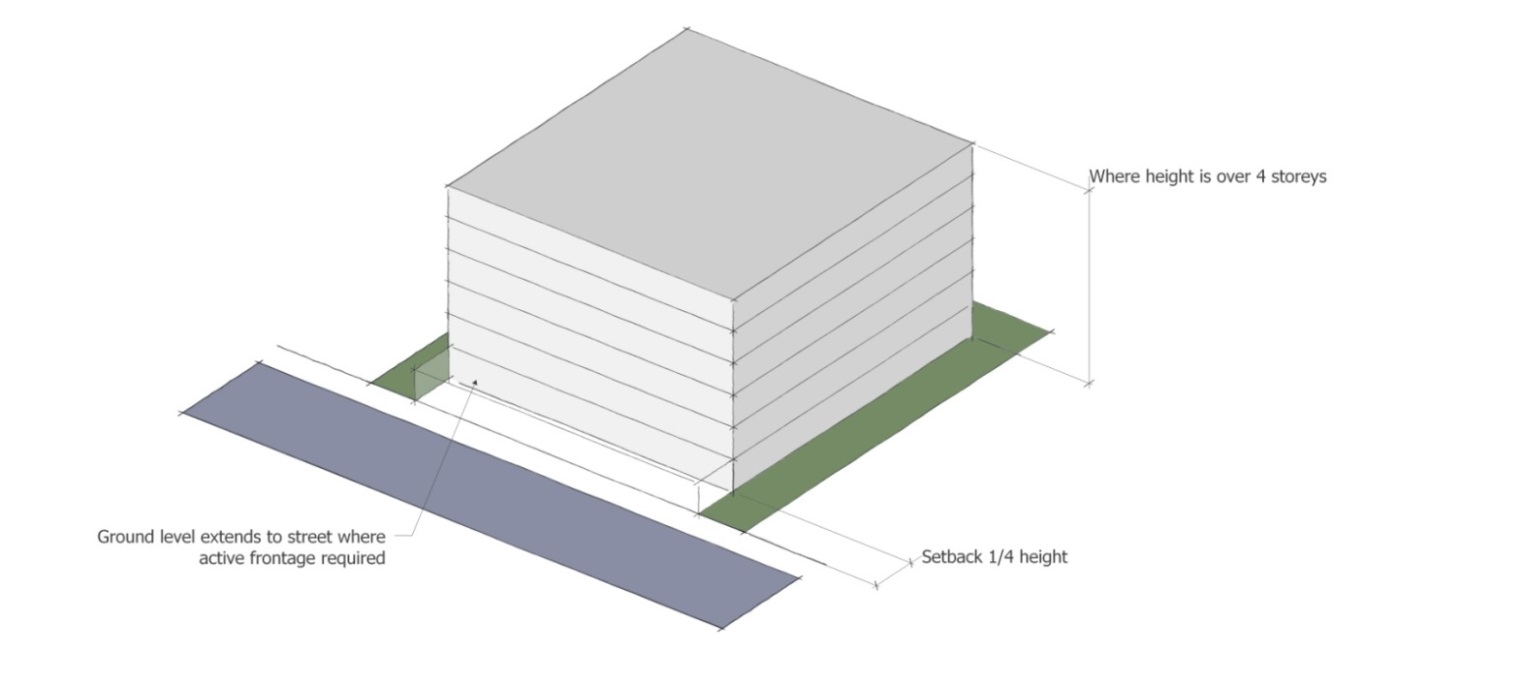 Where height is over 4 storeys
Ground level extends to street where
active frontage required
Setback 1/4 height